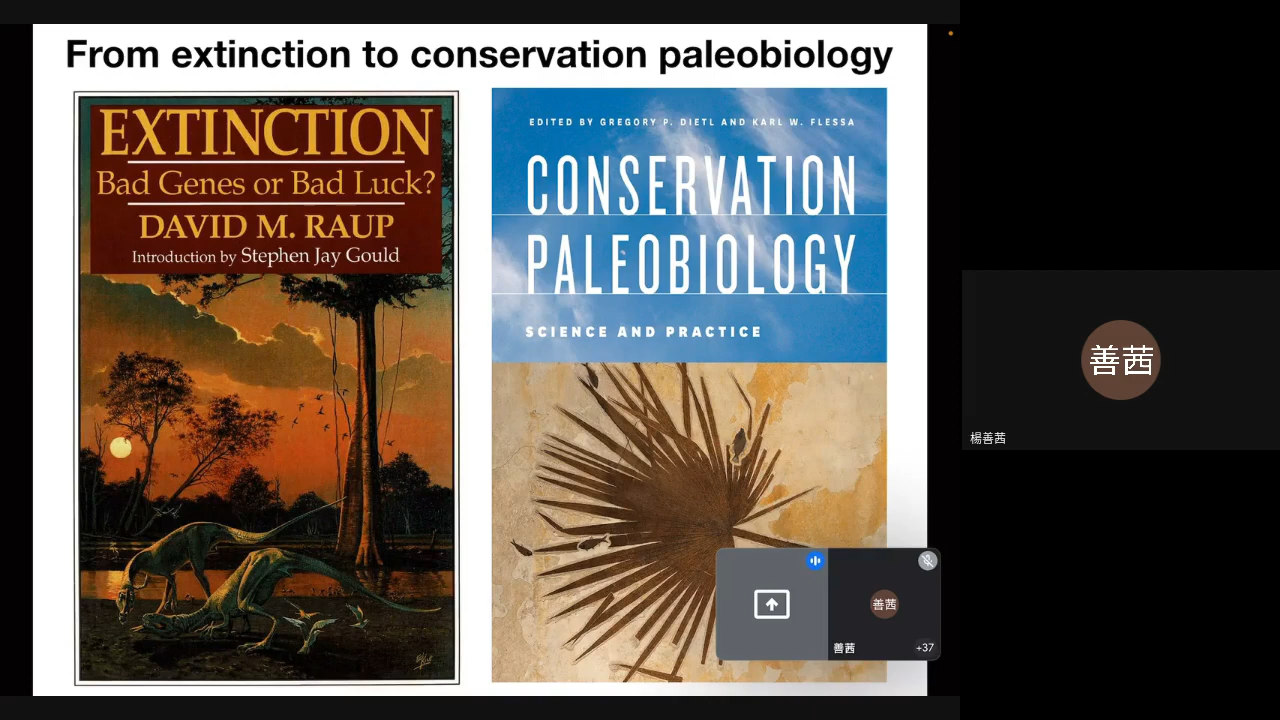 From extinction to conservation paleobiology
EXTINCTION
Bad Genes or Bad Luck?
DAVID M. RAUP
Introduction by Stephen Jay Gould
EDITED BY GREGORY P. DIETL AND KARL W. FLESSA
CONSERVATION
PALEOBIOLOGY
SCIENCE AND PRACTICE
善茜
善茜
+37
善茜
楊善茜